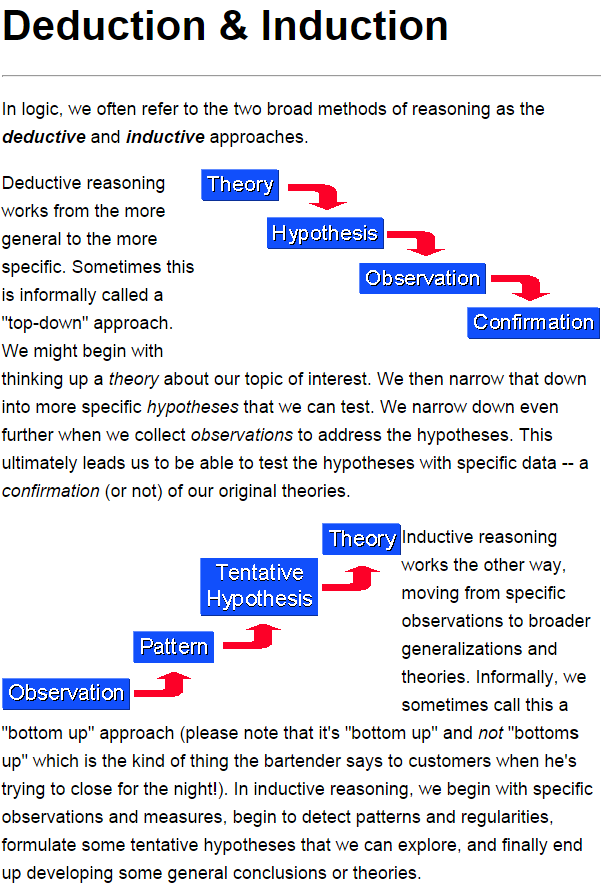 Deduction & Induction
In logic, we often refer to the two broad methods of reasoning as the
deductive and inductive approaches.
Deductive reasoning
works from the more
general to the more
specific. Sometimes this
is informally called a
"top-down" approach.
We might begin with
Theory
Hypothesis
Observation
Confirmation
thinking up a theory about our topic of interest. We then narrow that down
into more specific hypotheses that we can test. We narrow down even
further when we collect observations to address the hypotheses. This
ultimately leads us to be able to test the hypotheses with specific data -- a
confirmation (or not) of our original theories.
Theory
Tentative
Hypothesis
Pattern
Observation
Inductive reasoning
works the other way,
moving from specific
observations to broader
generalizations and
theories. Informally, we
sometimes call this a
"bottom up" approach (please note that it's "bottom up" and not "bottoms
up" which is the kind of thing the bartender says to customers when he's
trying to close for the night!). In inductive reasoning, we begin with specific
observations and measures, begin to detect patterns and regularities,
formulate some tentative hypotheses that we can explore, and finally end
up developing some general conclusions or theories.